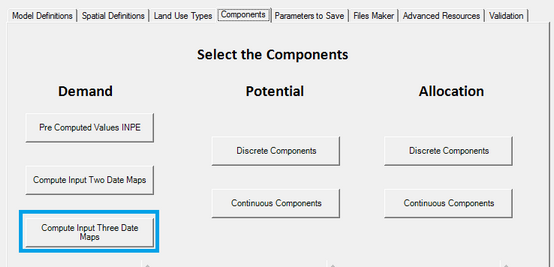 Model Definitions Spatial Definitions Land Use Types Components Parameters to Save Files Maker Advanced Resources Validation
Select the Components
Demand Potential Allocation
Pre Computed Values INPE
Discrete Components Discrete Components
Compute Input Two Date Maps
Continuous Components Continuous Components
Compute Input Three Date
Maps